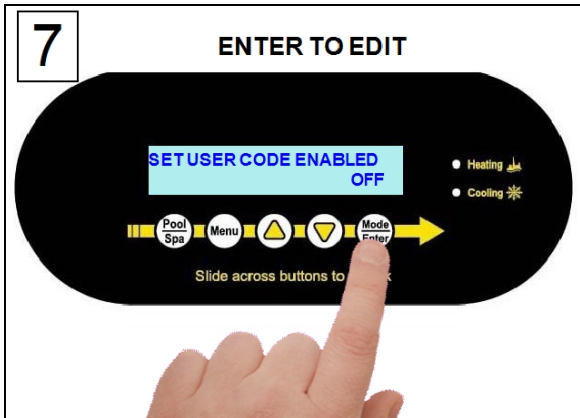 7
ENTER TO EDIT
SET USER CODE ENABLED
OFF
Heating
Cooling
Pool
Spa
Menu
Mode
Enter
Slide across buttons to